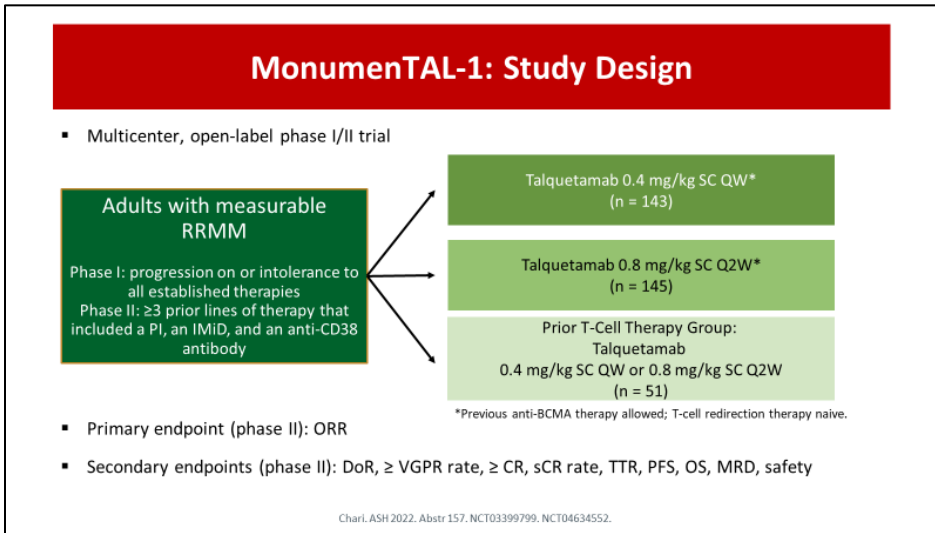 MonumenTAL-1: Study Design
▪ Multicenter, open-label phase I/II trial
Adults with measurable
RRMM
Phase I: progression on or intolerance to
all established therapies
Phase II: ≥3 prior lines of therapy that
included a PI, an IMiD, and an anti-CD38
antibody
Talquetamab 0.4 mg/kg SC QW*
(n = 143)
Talquetamab 0.8 mg/kg SC Q2W*
(n = 145)
Prior T-Cell Therapy Group:
Talquetamab
0.4 mg/kg SC QW or 0.8 mg/kg SC Q2W
(n = 51)
*Previous anti-BCMA therapy allowed; T-cell redirection therapy naive.
▪ Primary endpoint (phase II): ORR
▪ Secondary endpoints (phase II): DoR, ≥ VGPR rate, ≥ CR, sCR rate, TTR, PFS, OS, MRD, safety
Chari. ASH 2022. Abstr 157. NCT03399799. NCT04634552.